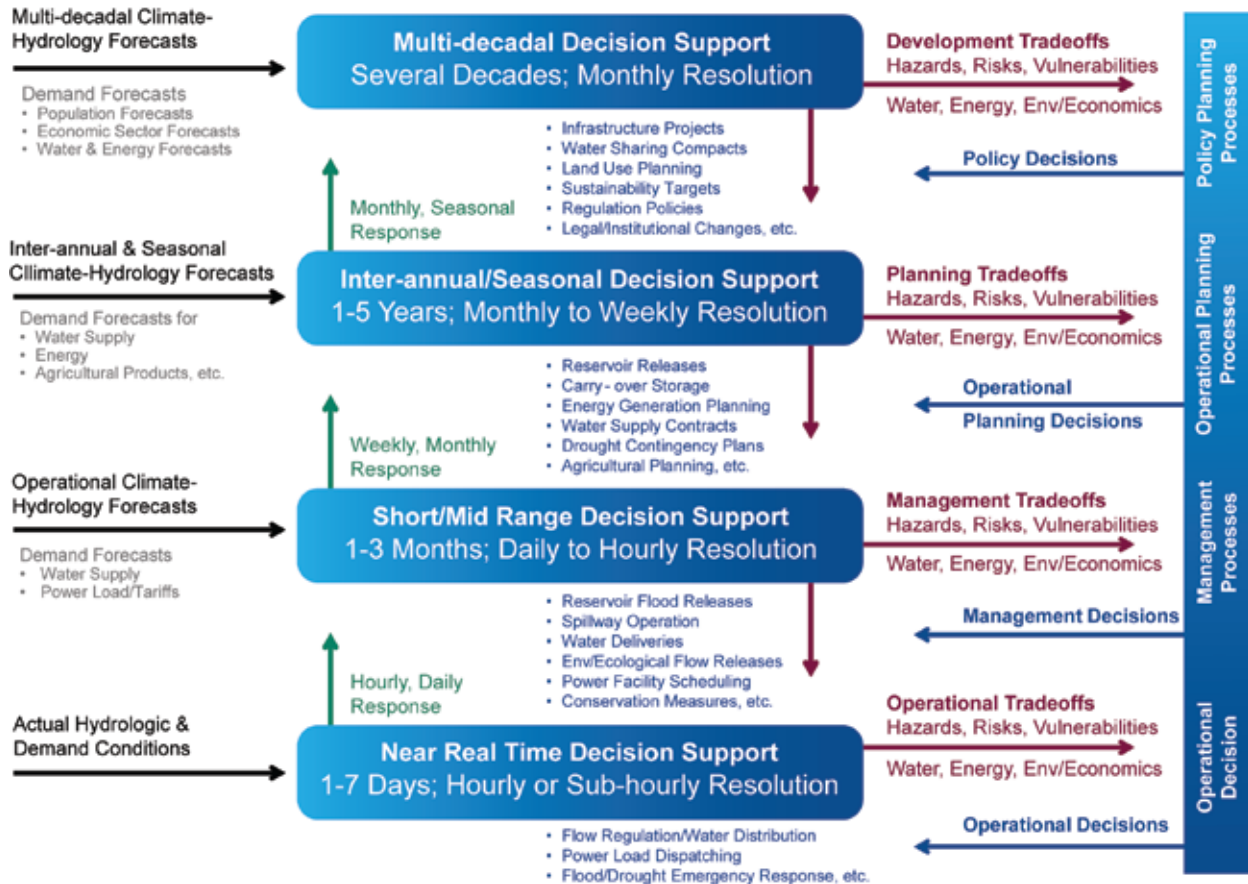 Multi-decadal Climate-
Hydrology Forecasts
Demand Forecasts
• Population Forecasts
• Economic Sector Forecasts
• Water & Energy Forecasts
Multi-decadal Decision Support
Several Decades; Monthly Resolution
Development Tradeoffs
Hazards, Risks, Vulnerabilities
Water, Energy, Env/Economics
Policy Decisions
Policy Planning
Processes
• Infrastructure Projects
• Water Sharing Compacts
• Land Use Planning
• Sustainability Targets
• Regulation Policies
• Legal/Institutional Changes, etc.
Monthly, Seasonal
Response
Inter-annual & Seasonal
Cllimate-Hydrology Forecasts
Demand Forecasts for
• Water Supply
• Energy
• Agricultural Products, etc.
Inter-annual/Seasonal Decision Support
1-5 Years; Monthly to Weekly Resolution
Planning Tradeoffs
Hazards, Risks, Vulnerabilities
Water, Energy, Env/Economics
Operational
Planning Decisions
Operational Planning
Processes
• Reservoir Releases
• Carry-over Storage
• Energy Generation Planning
• Water Supply Contracts
• Drought Contingency Plans
• Agricultural Planning, etc.
Weekly, Monthly
Response
Operational Climate-
Hydrology Forecasts
Demand Forecasts
• Water Supply
• Power Load/Tariffs
Short/Mid Range Decision Support
1-3 Months; Daily to Hourly Resolution
Management Tradeoffs
Hazards, Risks, Vulnerabilities
Water, Energy, Env/Economics
Management Decisions
Management
Processes
• Reservoir Flood Releases
• Spillway Operation
• Water Deliveries
• Env/Ecological Flow Releases
• Power Facility Scheduling
• Conservation Measures, etc.
Hourly, Daily
Response
Actual Hydrologic &
Demand Conditions
Near Real Time Decision Support
1-7 Days; Hourly or Sub-hourly Resolution
Operational Tradeoffs
Hazards, Risks, Vulnerabilities
Water, Energy, Env/Economics
Operational Decisions
Operational
Decision
• Flow Regulation/Water Distribution
• Power Load Dispatching
• Flood/Drought Emergency Response, etc.